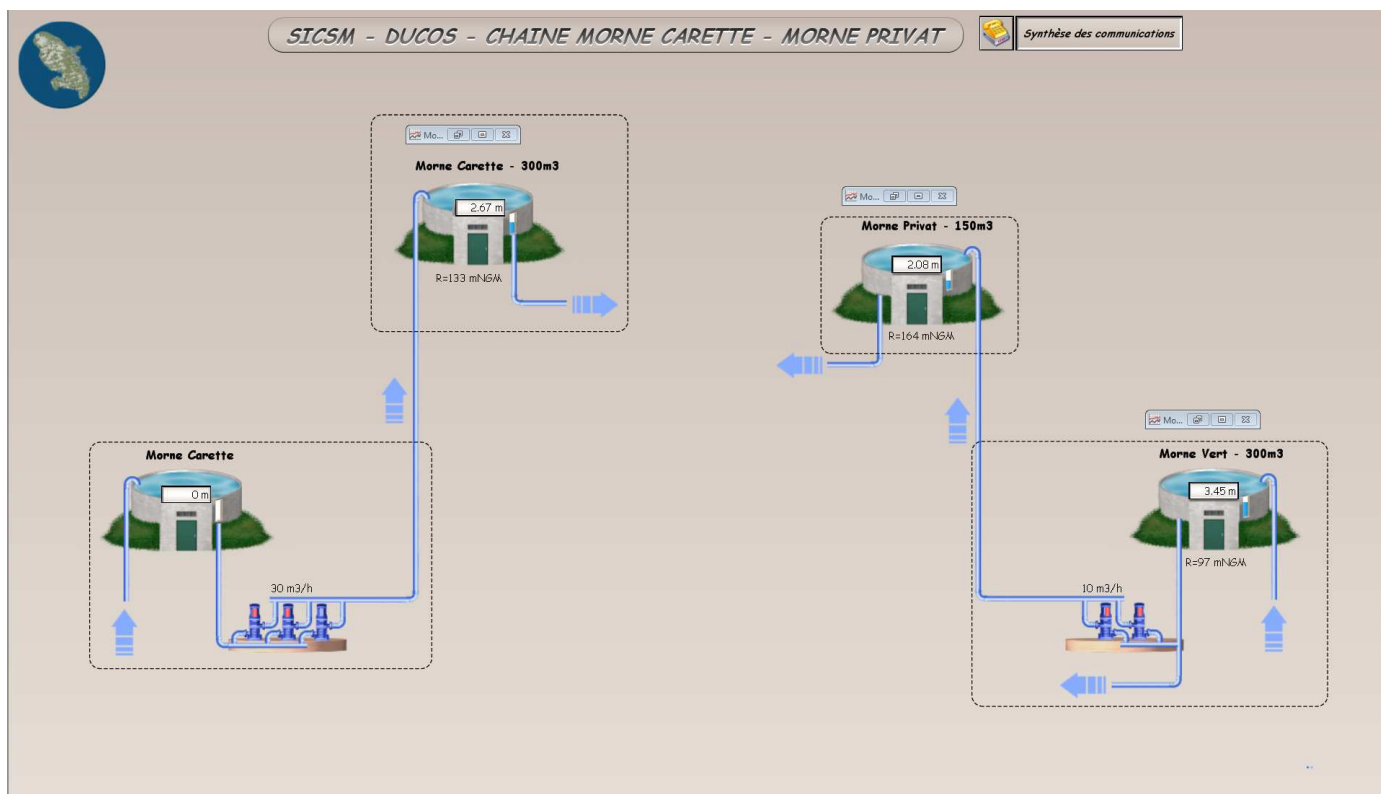 SICSM - DUCOS - CHAINE MORNE CARETTE - MORNE PRIVAT
Synthèse des communications
Mo...
Morne Carette - 300m3
2.67 m
R=133 mNGM
Mo...
Morne Privat - 150m3
2.08 m
R=164 mNGM
Morne Carette
0 m
30 m3/h
Mo...
Morne Vert - 300m3
3.45 m
R=97 mNGM
10 m3/h